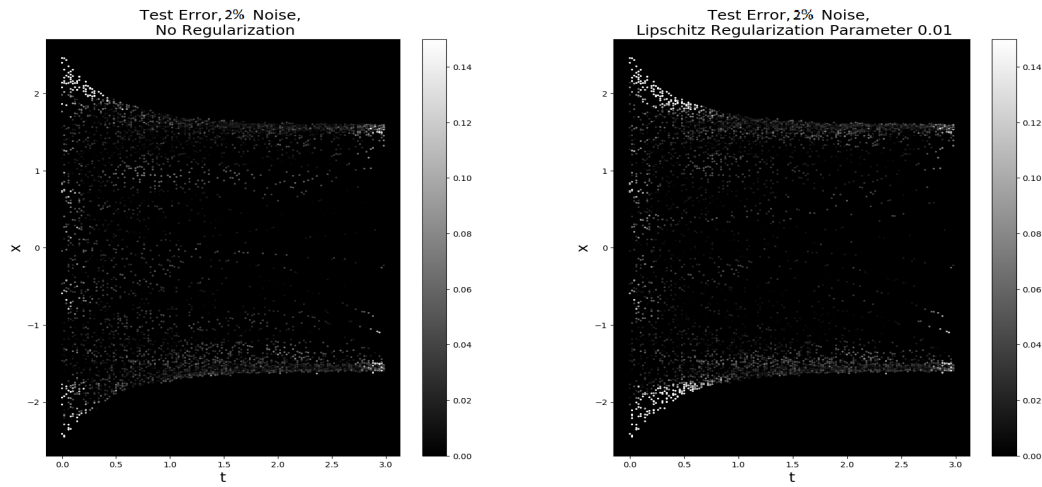 Test Error, 2% Noise,
No Regularization
X
2
1
0
−1
−2
0.0 0.5 1.0 1.5 2.0 2.5 3.0
t
0.14
0.12
0.10
0.08
0.06
0.04
0.02
0.00
Test Error, 2% Noise,
Lipschitz Regularization Parameter 0.01
X
2
1
0
−1
−2
0.0 0.5 1.0 1.5 2.0 2.5 3.0
t
0.14
0.12
0.10
0.08
0.06
0.04
0.02
0.00